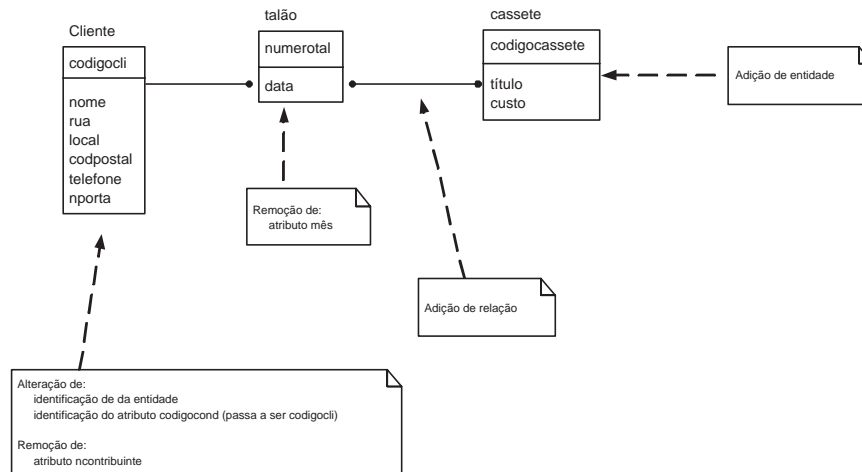 Cliente
codigocli
nome
rua
local
codpostal
telefone
nporta
talão
numerotal
data
cassete
codigocassete
título
custo
Adição de entidade
Remoção de:
atributo mês
Adição de relação
Alteração de:
identificação de da entidade
identificação do atributo codigocond (passa a ser codigocli)
Remoção de:
atributo ncontribuinte